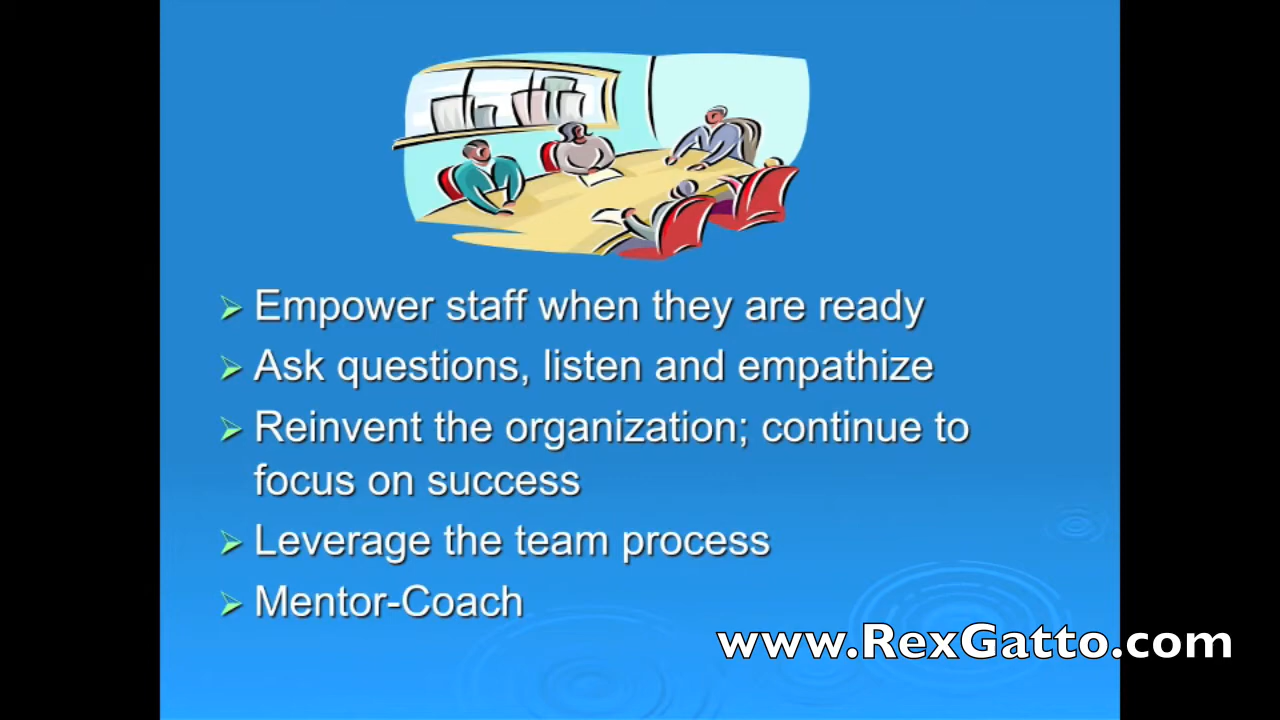 Empower staff when they are ready
Ask questions, listen and empathize
Reinvent the organization; continue to
focus on success
Leverage the team process
Mentor-Coach
www.RexGatto.com